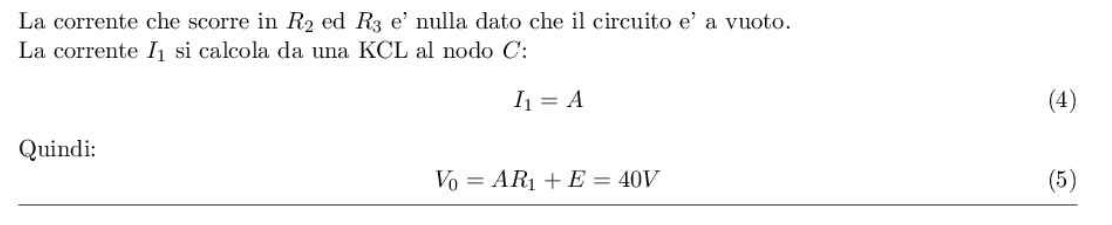 La corrente che scorre in R₂ ed R₃ e' nulla dato che il circuito e' a vuoto.
La corrente I₁ si calcola da una KCL al nodo C:
I₁ = A (4)
Quindi:
V₀ = AR₁ + E = 40V (5)